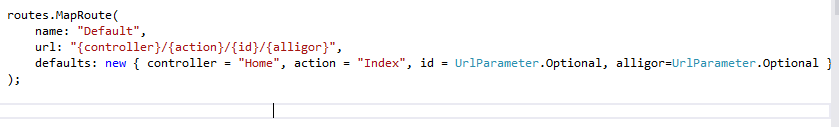 routes.MapRoute(
name: "Default",
url: "{controller}/{action}/{id}/{alligor}",
defaults: new { controller = "Home", action = "Index", id = UrlParameter.Optional, alligor=UrlParameter.Optional }
);